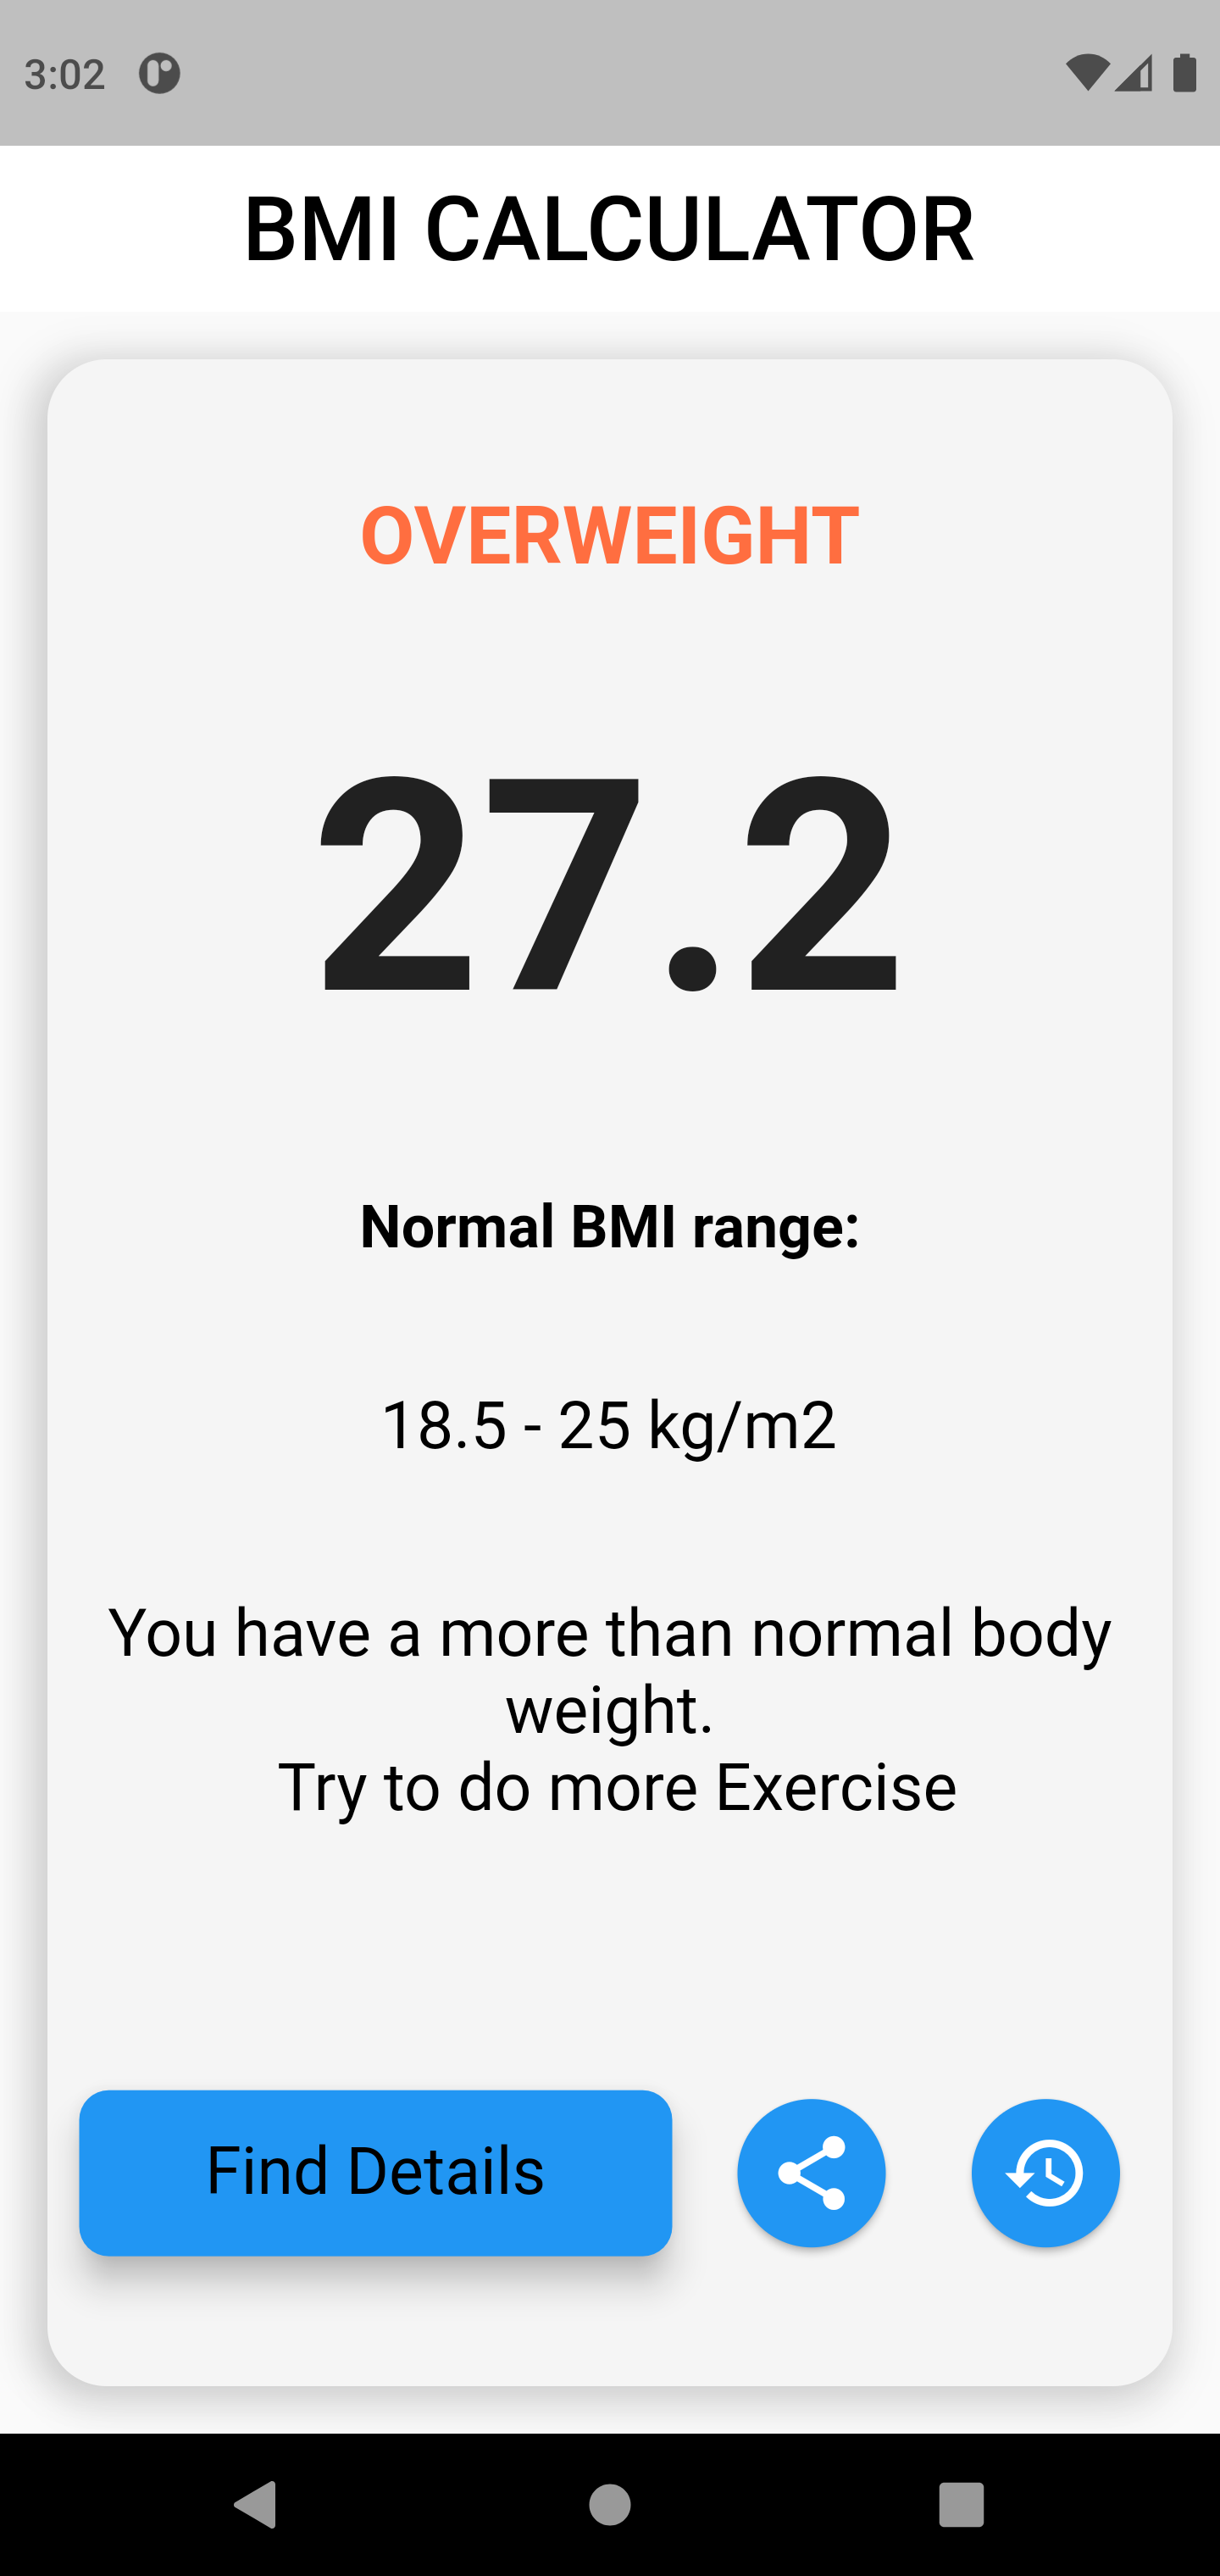 3:02
BMI CALCULATOR
OVERWEIGHT
27.2
Normal BMI range:
18.5 - 25 kg/m2
You have a more than normal body
weight.
Try to do more Exercise
Find Details